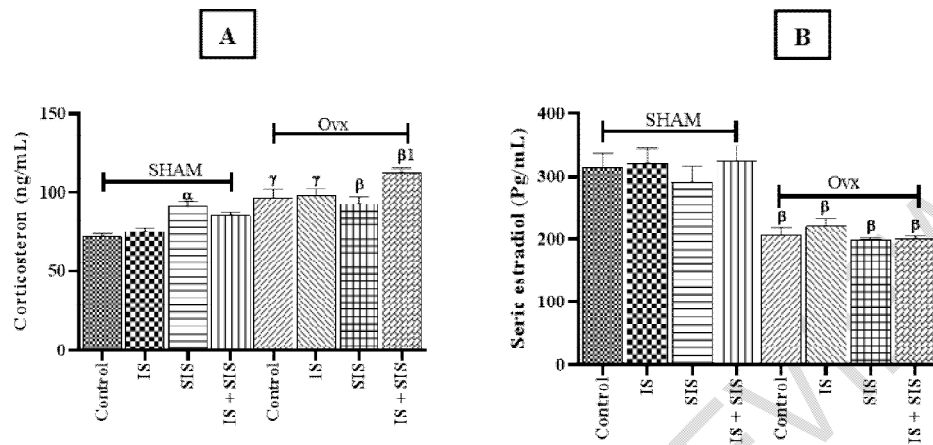 A
B
Corticosteron (ng/mL)
150
100
50
0
SHAM
Ovx
α
γ
γ
β
β1
Control
IS
SIS
IS + SIS
Control
IS
SIS
IS + SIS
Seric estradiol (Pg/mL)
400
300
200
100
0
SHAM
Ovx
β
β
β
β
Control
IS
SIS
IS + SIS
Control
IS
SIS
IS + SIS